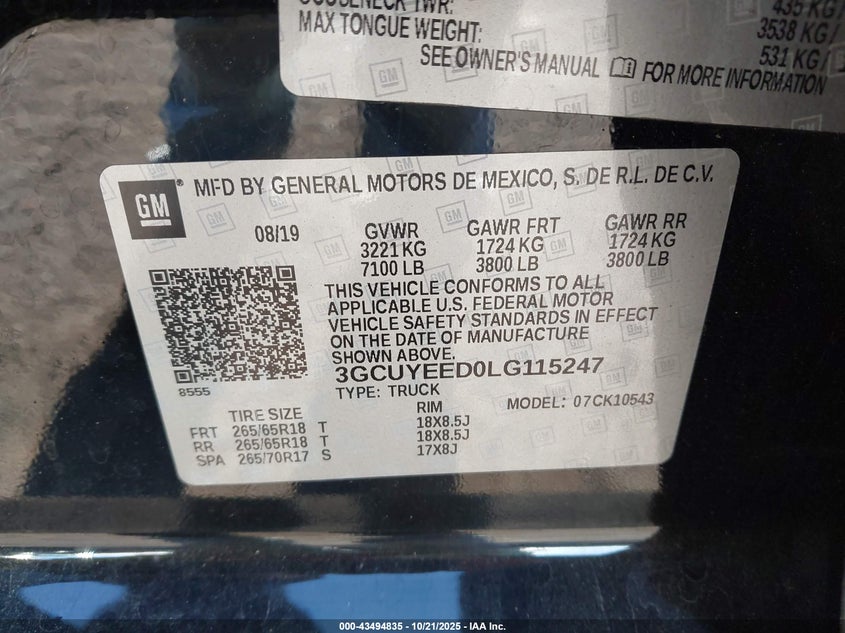 MAX TONGUE WEIGHT:
435 KG/
3538 KG/
531 KG/
SEE OWNER'S MANUAL FOR MORE INFORMATION
GM
MFD BY GENERAL MOTORS DE MEXICO, S. DE R.L. DE C.V.
08/19 GVWR GAWR FRT GAWR RR
3221 KG 1724 KG 1724 KG
7100 LB 3800 LB 3800 LB
THIS VEHICLE CONFORMS TO ALL
APPLICABLE U.S. FEDERAL MOTOR
VEHICLE SAFETY STANDARDS IN EFFECT
ON THE DATE OF MANUFACTURE
SHOWN ABOVE.
3GCUYEED0LG115247
8555
TYPE: TRUCK MODEL: 07CK10543
TIRE SIZE RIM
FRT 265/65R18 T 18X8.5J
RR 265/65R18 T 18X8.5J
SPA 265/70R17 S 17X8J
000-43494835 - 10/21/2025 - IAA Inc.